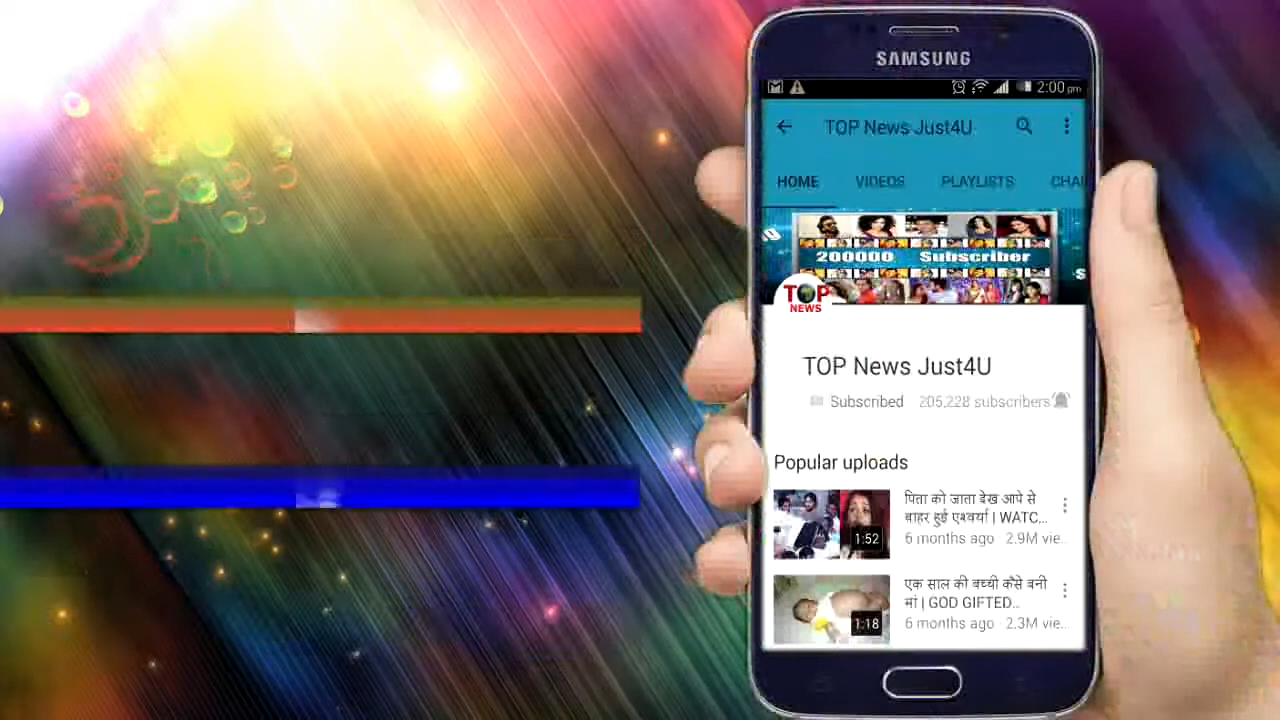 SAMSUNG
2:00 pm
TOP News Just4U
HOME VIDEOS PLAYLISTS CHA
200000 Subscriber
TOP
NEWS
TOP News Just4U
Subscribed 205,228 subscribers
Popular uploads
पिता को जाता देख आपे से
बाहर हुई एश्वर्या | WATC...
6 months ago · 2.9M vie..
1:52
एक साल की बच्ची कैसे बनी
मां | GOD GIFTED..
6 months ago · 2.3M vie..
1:18